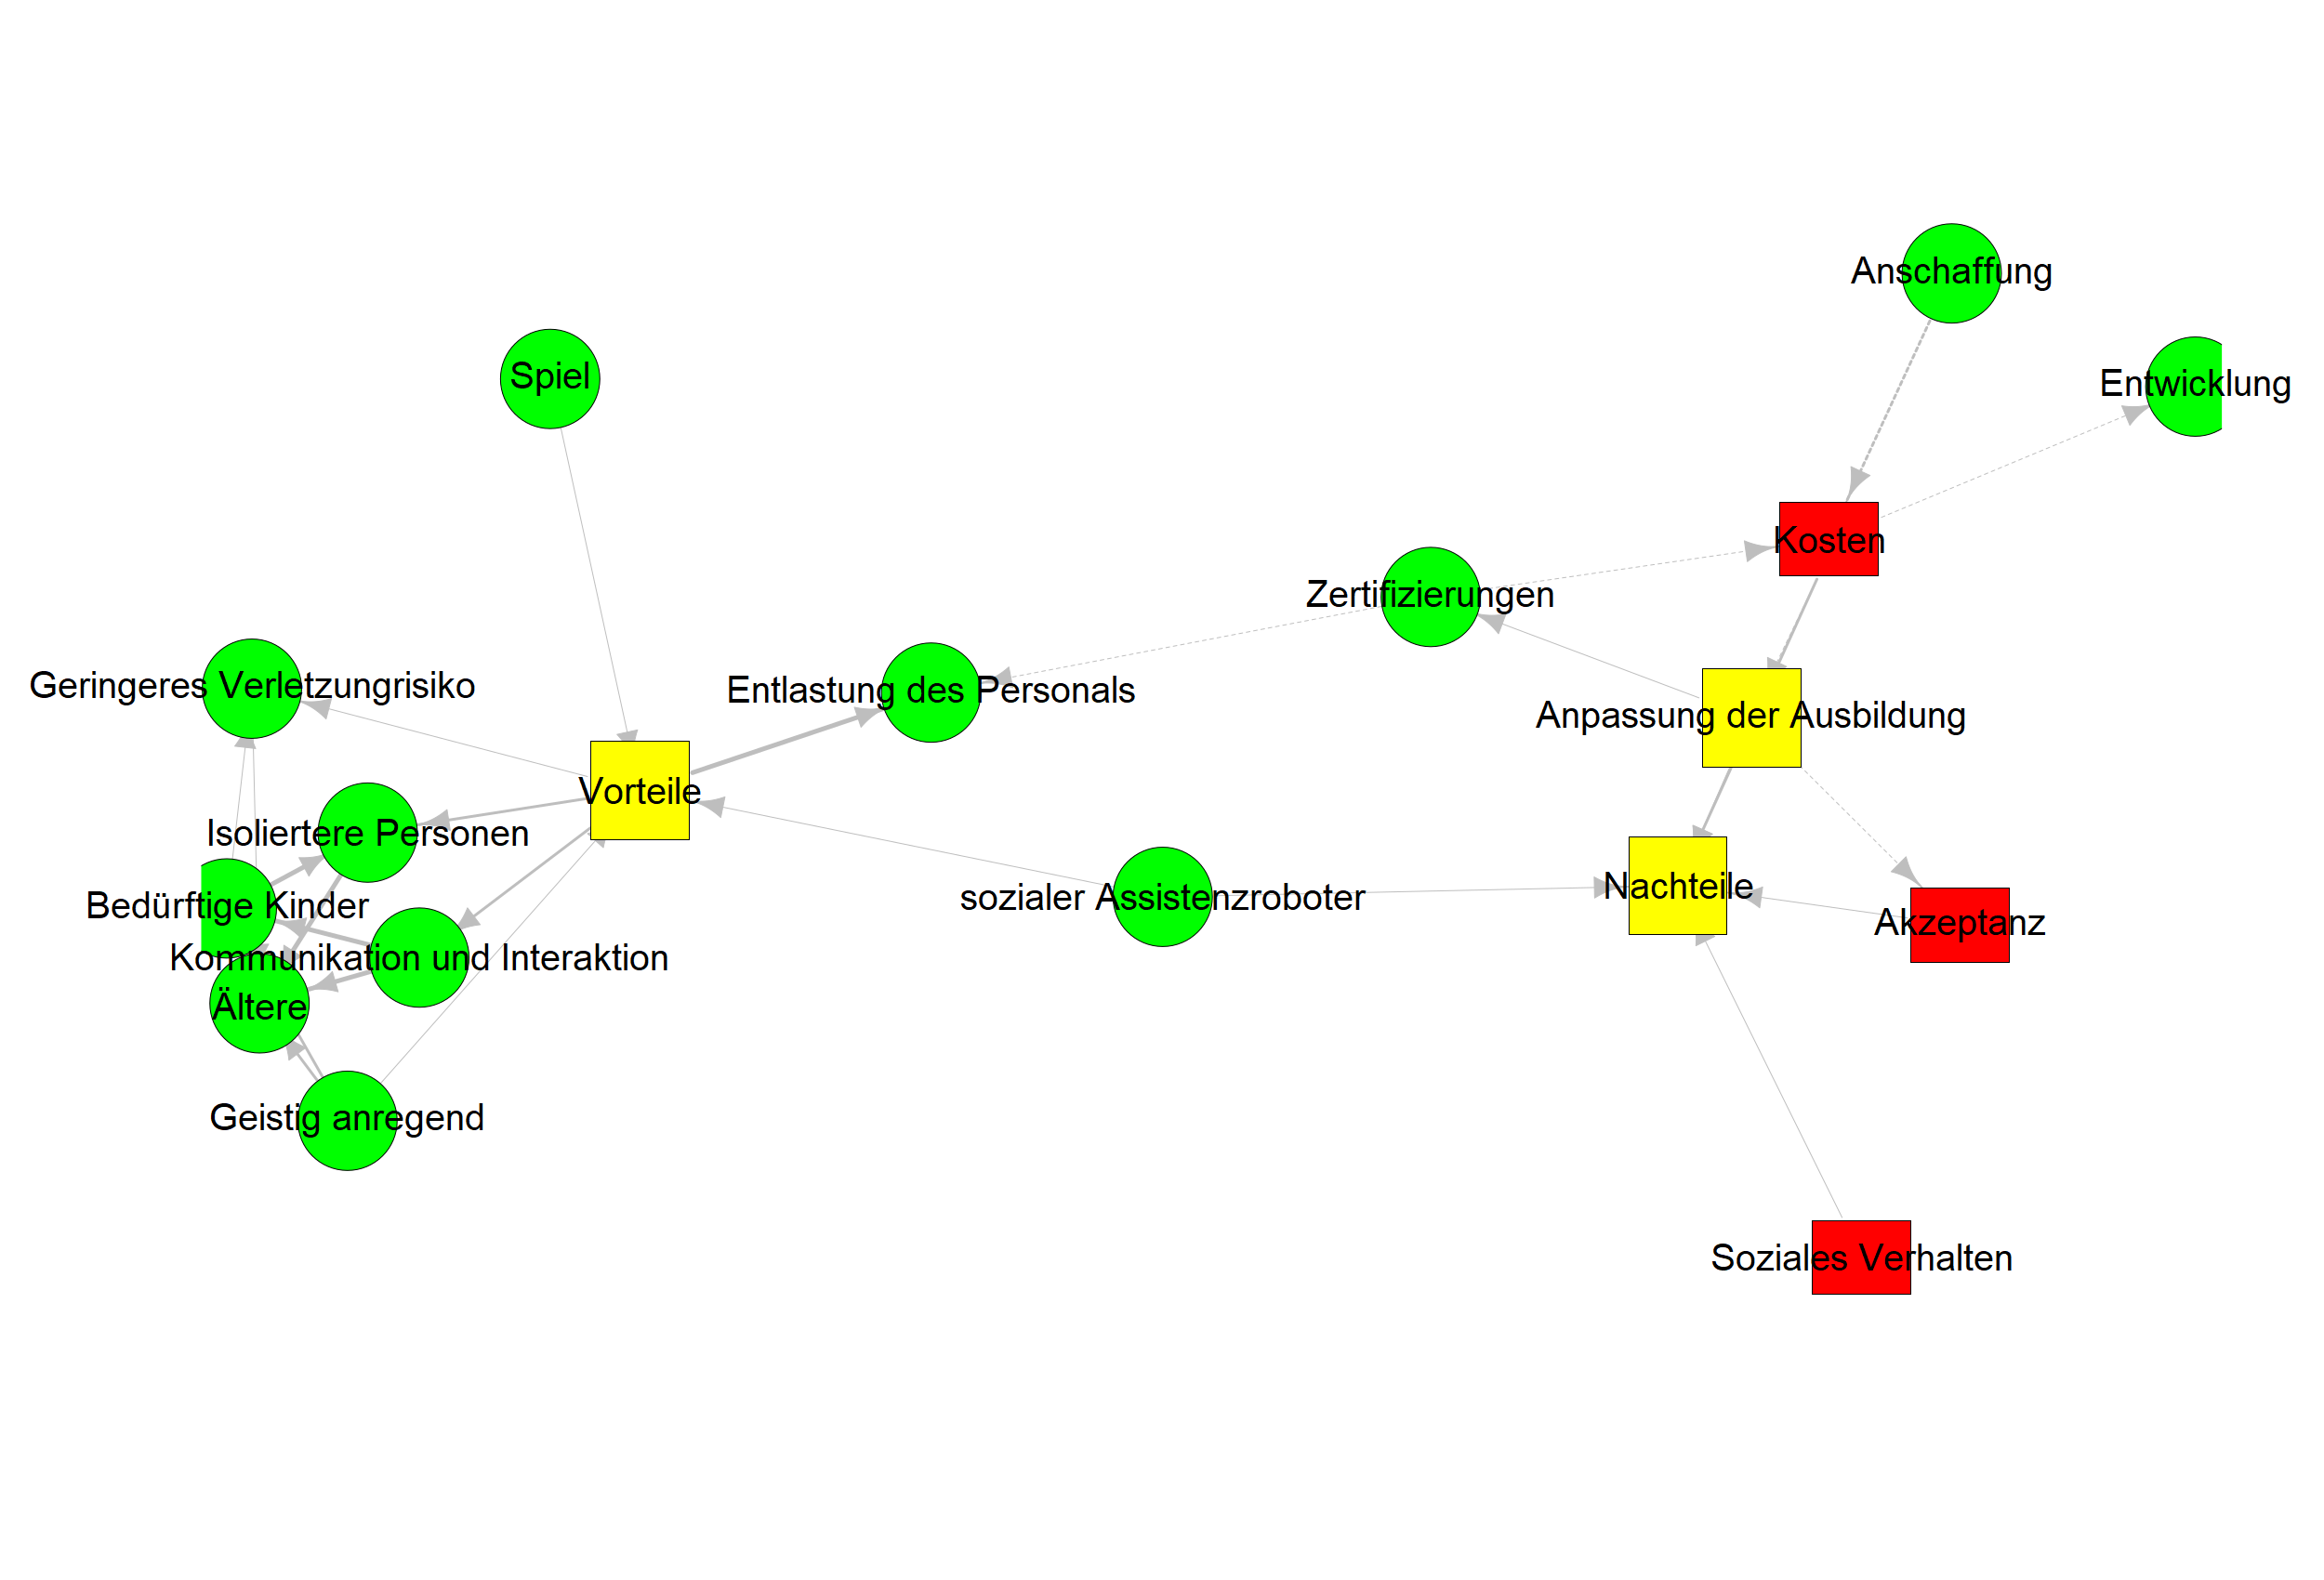 Anschaffung
Spiel
Entwicklung
Kosten
Zertifizierungen
Geringeres Verletzungrisiko
Entlastung des Personals
Anpassung der Ausbildung
Vorteile
Isoliertere Personen
Nachteile
sozialer Assistenzroboter
Bedürftige Kinder
Akzeptanz
Kommunikation und Interaktion
Ältere
Geistig anregend
Soziales Verhalten